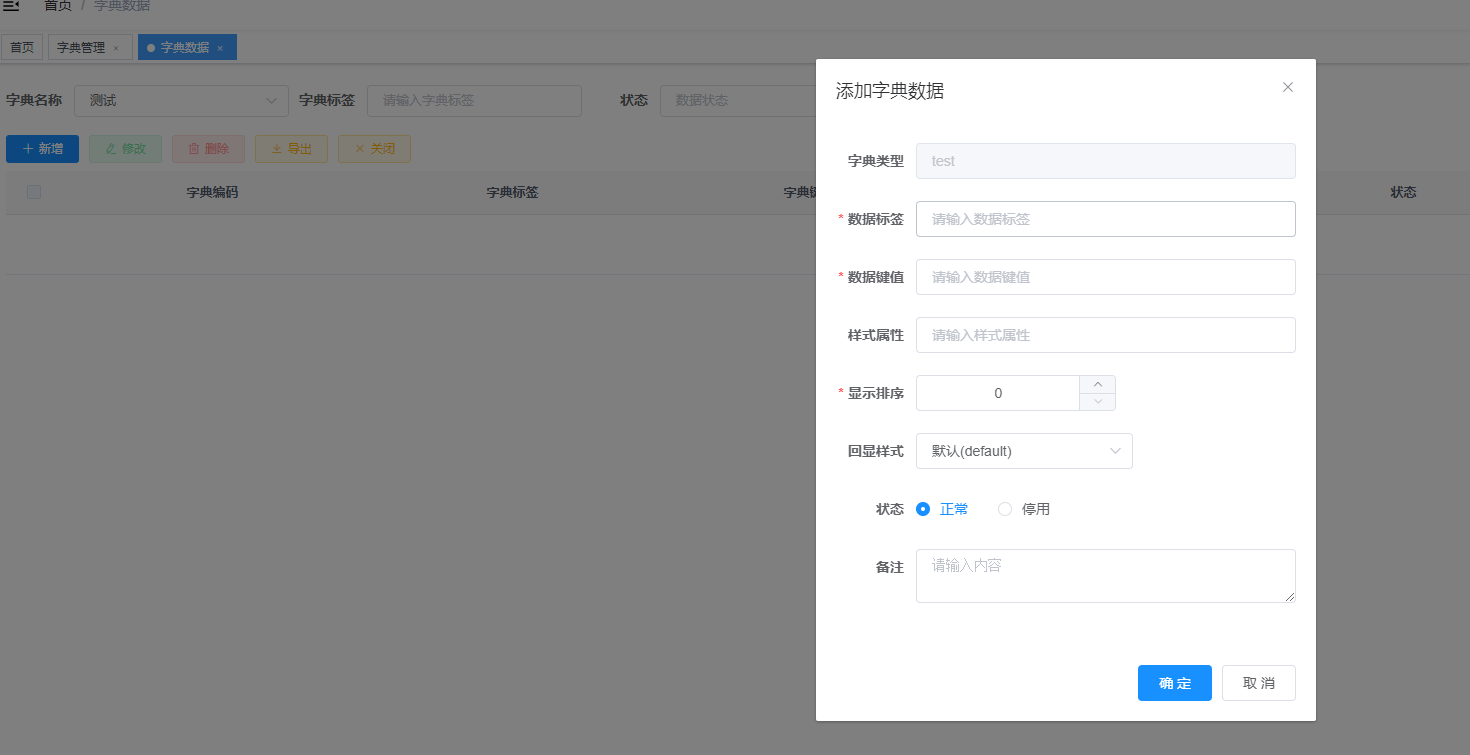 首页 / 字典数据
首页 字典管理 × 字典数据 ×
字典名称 测试 字典标签 请输入字典标签 状态 数据状态
新增 修改 删除 导出 关闭
字典编码 字典标签 字典 状态
添加字典数据
字典类型 test
* 数据标签 请输入数据标签
* 数据键值 请输入数据键值
样式属性 请输入样式属性
* 显示排序 0
回显样式 默认(default)
状态 正常 停用
备注 请输入内容
确 定 取 消